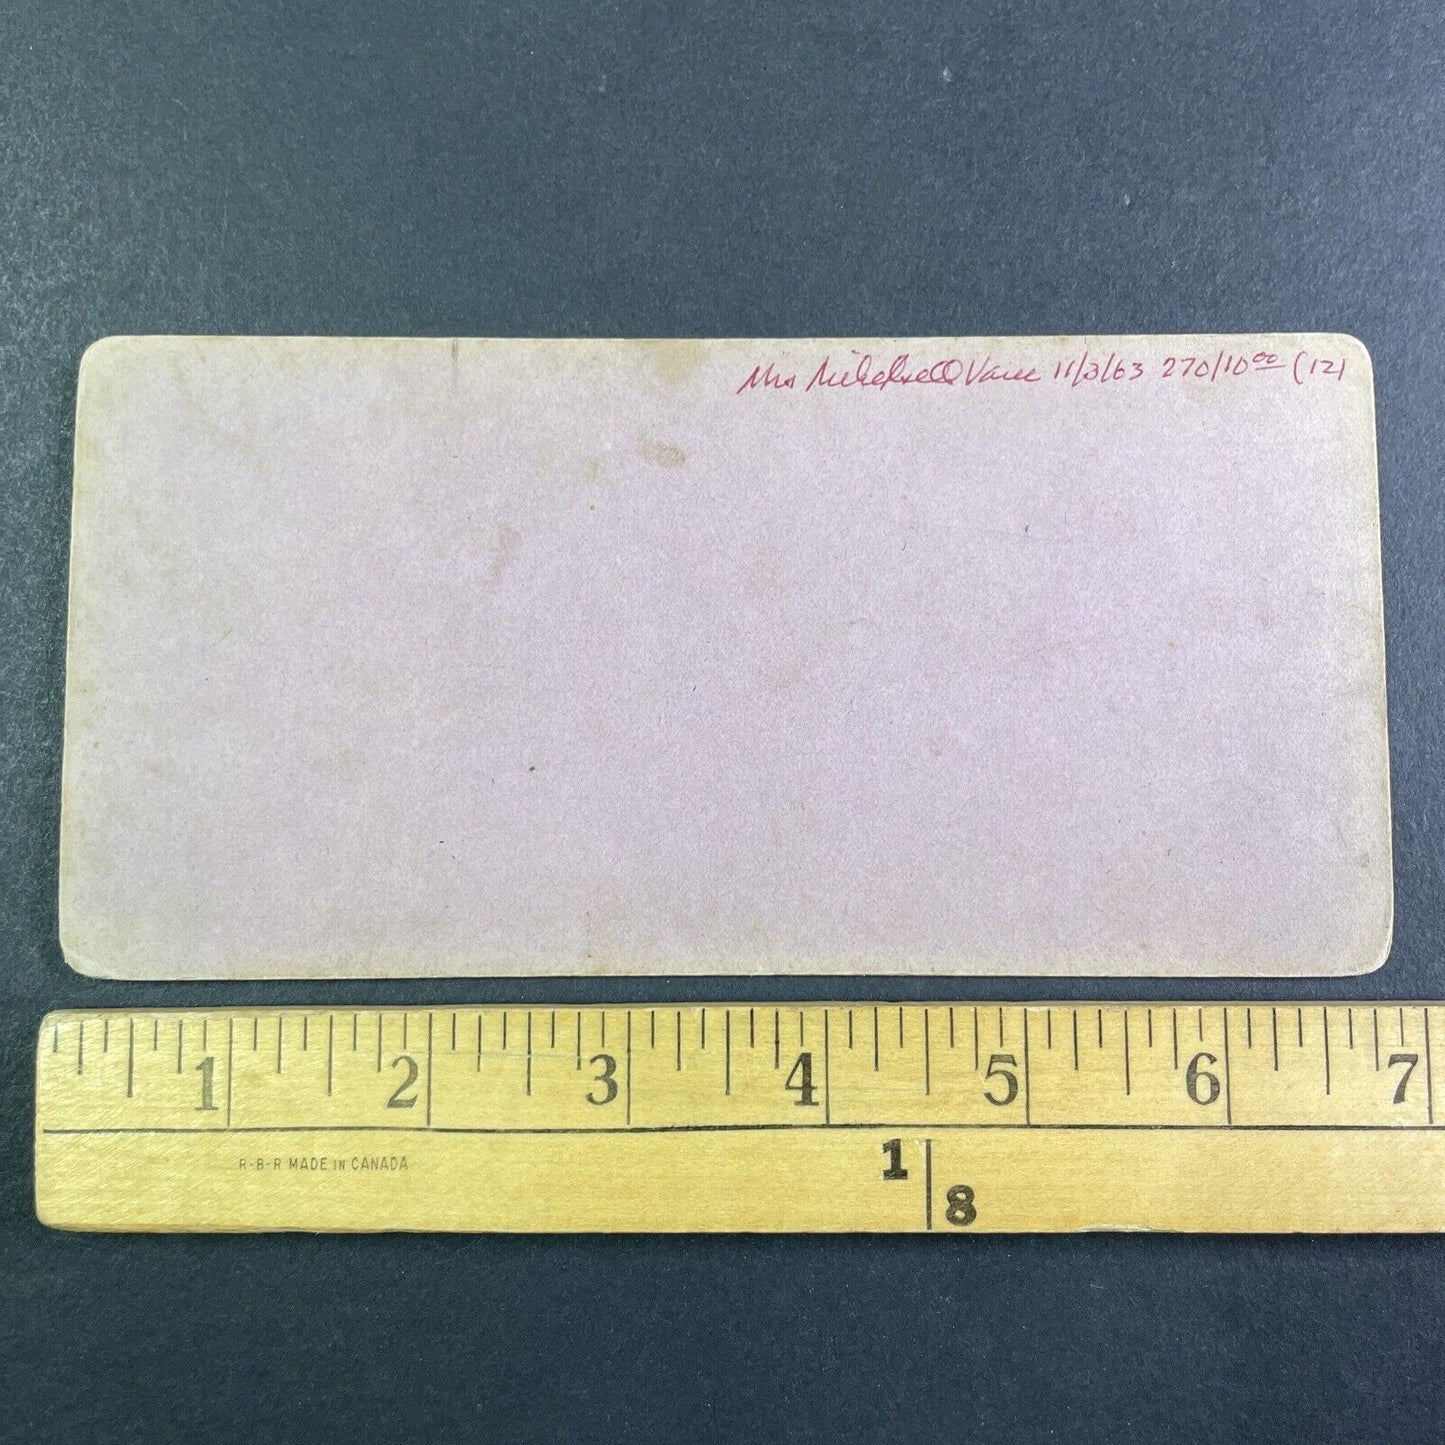 Mrs Vance 11/3/63 270/10⁰⁰ (12)
1 2 3 4 5 6 7
R-B-R MADE IN CANADA
1 8